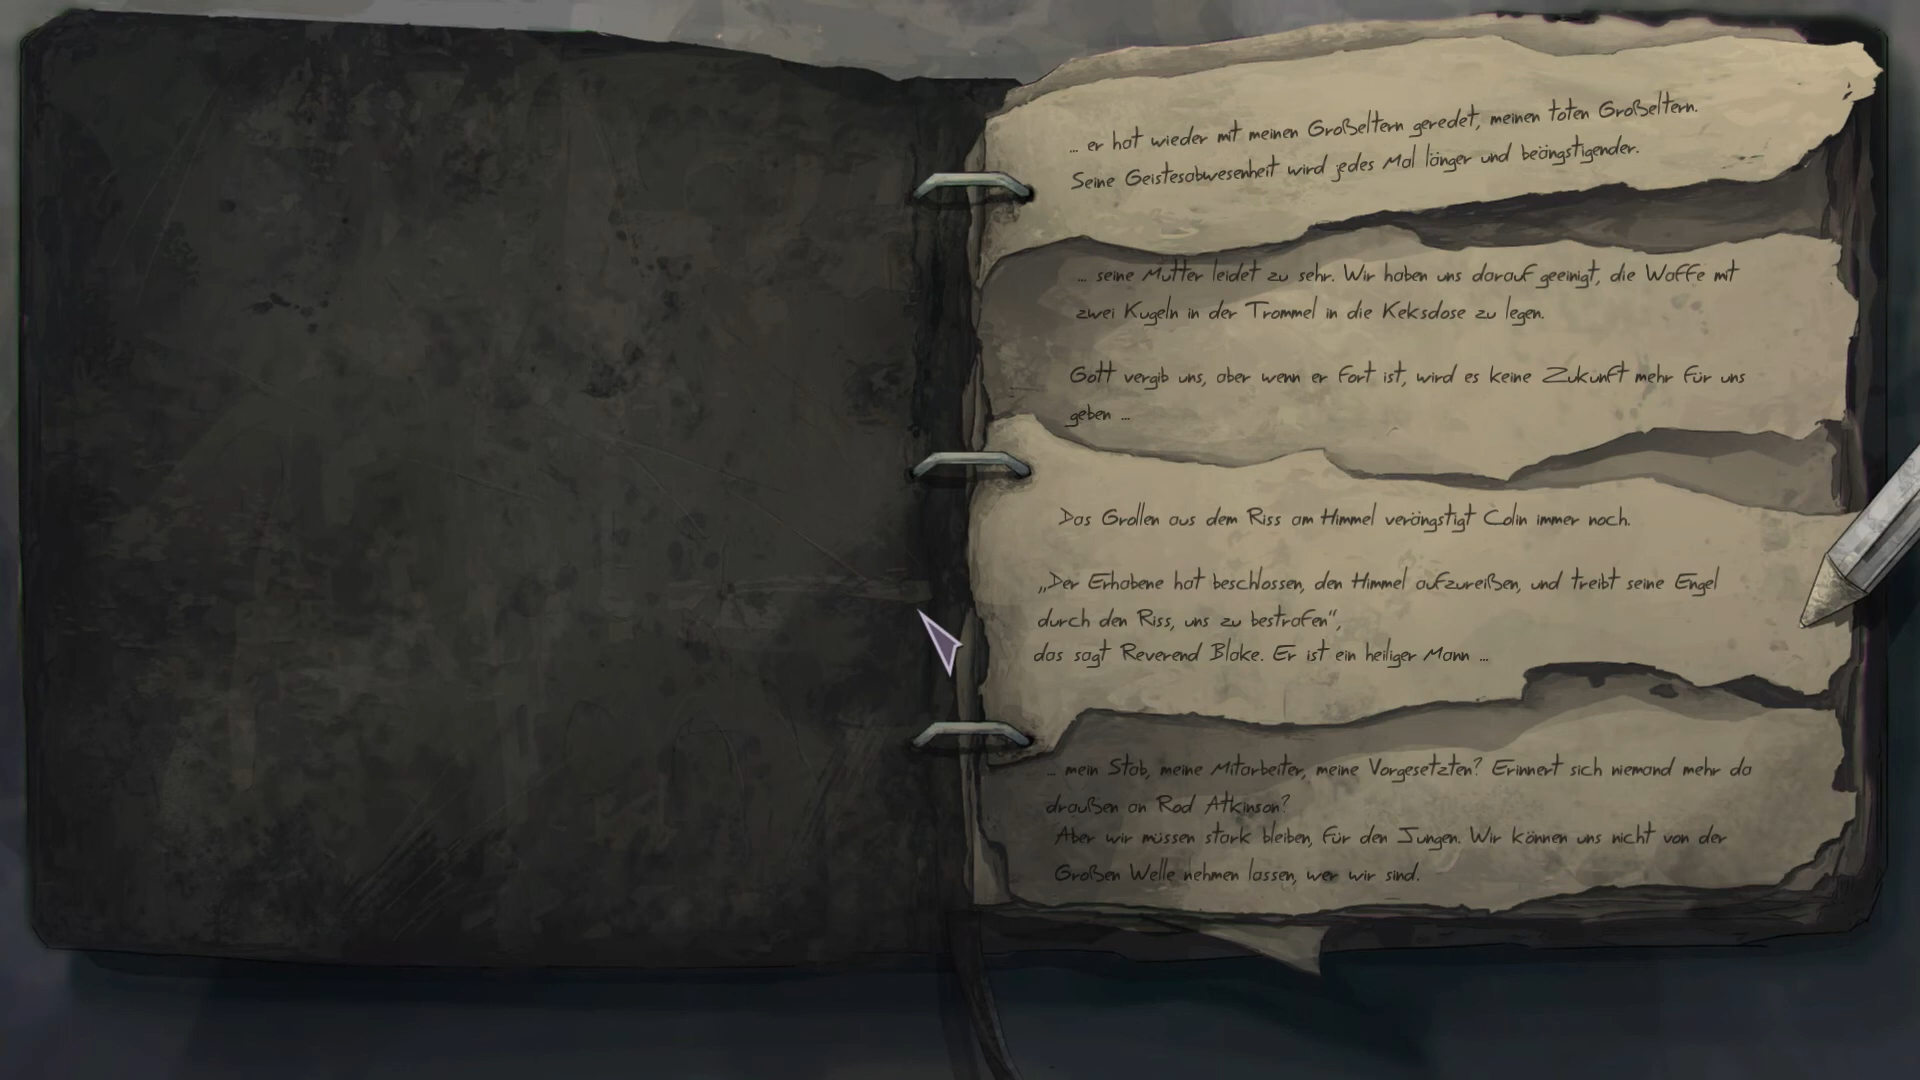 ... er hat wieder mit meinen Großeltern geredet, meinen toten Großeltern.
Seine Geistesabwesenheit wird jedes Mal länger und beängstigender.
... seine Mutter leidet zu sehr. Wir haben uns darauf geeinigt, die Waffe mit
zwei Kugeln in der Trommel in die Keksdose zu legen.
Gott vergib uns, aber wenn er fort ist, wird es keine Zukunft mehr für uns
geben ...
Das Grollen aus dem Riss am Himmel verängstigt Colin immer noch.
„Der Erhabene hat beschlossen, den Himmel aufzureißen, und treibt seine Engel
durch den Riss, uns zu bestrafen“,
das sagt Reverend Blake. Er ist ein heiliger Mann ...
... mein Stab, meine Mitarbeiter, meine Vorgesetzten? Erinnert sich niemand mehr da
draußen an Rod Atkinson?
Aber wir müssen stark bleiben, für den Jungen. Wir können uns nicht von der
Großen Welle nehmen lassen, wer wir sind.